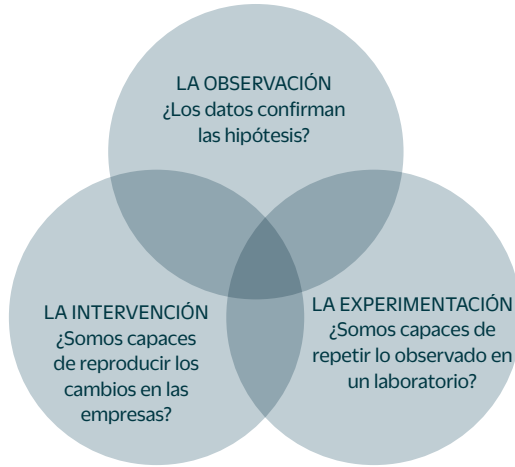 LA OBSERVACIÓN
¿Los datos confirman
las hipótesis?
LA INTERVENCIÓN
¿Somos capaces
de reproducir los
cambios en las
empresas?
LA EXPERIMENTACIÓN
¿Somos capaces de
repetir lo observado en
un laboratorio?